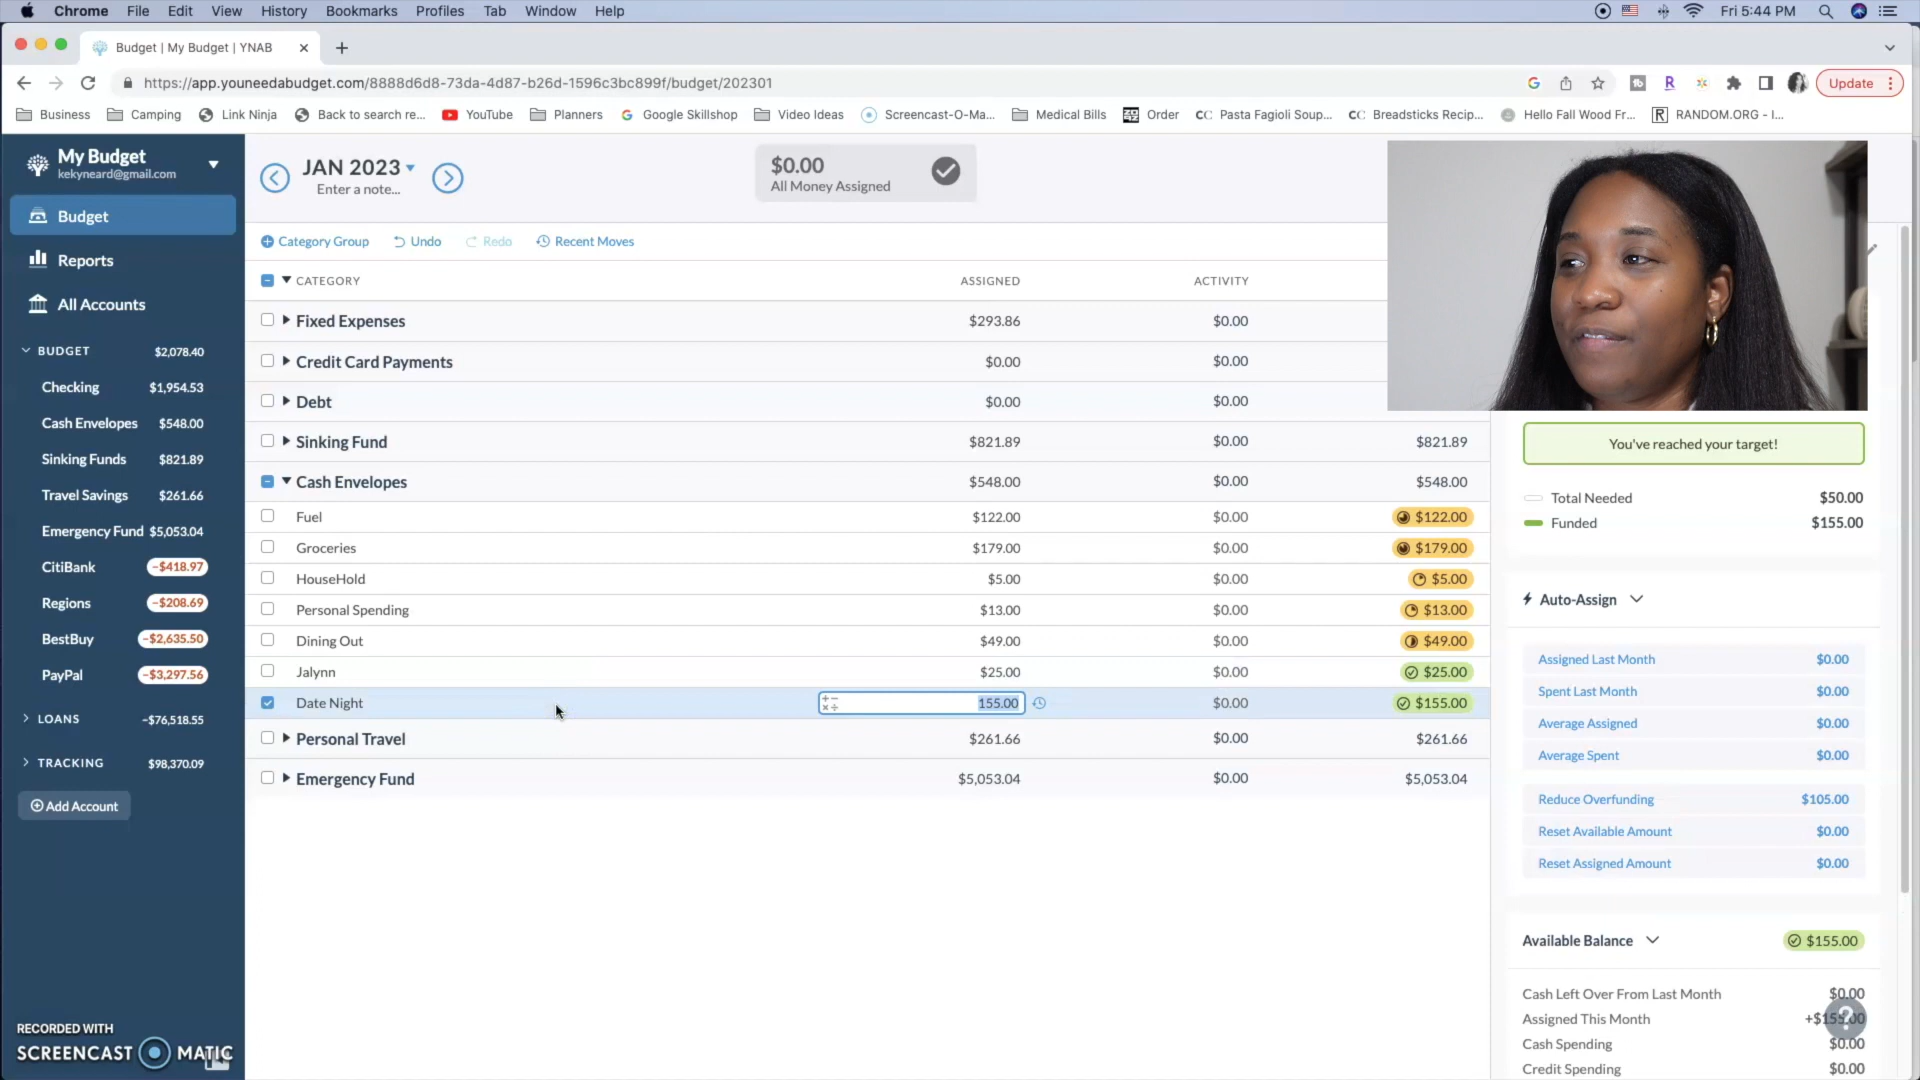 Chrome File Edit View History Bookmarks Profiles Tab Window Help Fri 5:44 PM
Budget | My Budget | YNAB
https://app.youneedabudget.com/8888d6d8-73da-4d87-b26d-1596c3bc899f/budget/202301 Update
Business Camping Link Ninja Back to search re... YouTube Planners Google Skillshop Video Ideas Screencast-O-Ma... Medical Bills Order CC Pasta Fagioli Soup... CC Breadsticks Recip... Hello Fall Wood Fr... RANDOM.ORG - I...
My Budget
kekyneard@gmail.com
Budget
Reports
All Accounts
BUDGET $2,078.40
Checking $1,954.53
Cash Envelopes $548.00
Sinking Funds $821.89
Travel Savings $261.66
Emergency Fund $5,053.04
CitiBank -$418.97
Regions -$208.69
BestBuy -$2,635.50
PayPal -$3,297.56
LOANS -$76,518.55
TRACKING $98,370.09
Add Account
RECORDED WITH
SCREENCAST MATIC
JAN 2023
Enter a note...
$0.00
All Money Assigned
Category Group Undo Redo Recent Moves
CATEGORY ASSIGNED ACTIVITY
Fixed Expenses $293.86 $0.00
Credit Card Payments $0.00 $0.00
Debt $0.00 $0.00
Sinking Fund $821.89 $0.00 $821.89
Cash Envelopes $548.00 $0.00 $548.00
Fuel $122.00 $0.00 $122.00
Groceries $179.00 $0.00 $179.00
HouseHold $5.00 $0.00 $5.00
Personal Spending $13.00 $0.00 $13.00
Dining Out $49.00 $0.00 $49.00
Jalynn $25.00 $0.00 $25.00
Date Night 155.00 $0.00 $155.00
Personal Travel $261.66 $0.00 $261.66
Emergency Fund $5,053.04 $0.00 $5,053.04
You've reached your target!
Total Needed $50.00
Funded $155.00
Auto-Assign
Assigned Last Month $0.00
Spent Last Month $0.00
Average Assigned $0.00
Average Spent $0.00
Reduce Overfunding $105.00
Reset Available Amount $0.00
Reset Assigned Amount $0.00
Available Balance $155.00
Cash Left Over From Last Month $0.00
Assigned This Month +$155.00
Cash Spending $0.00
Credit Spending $0.00